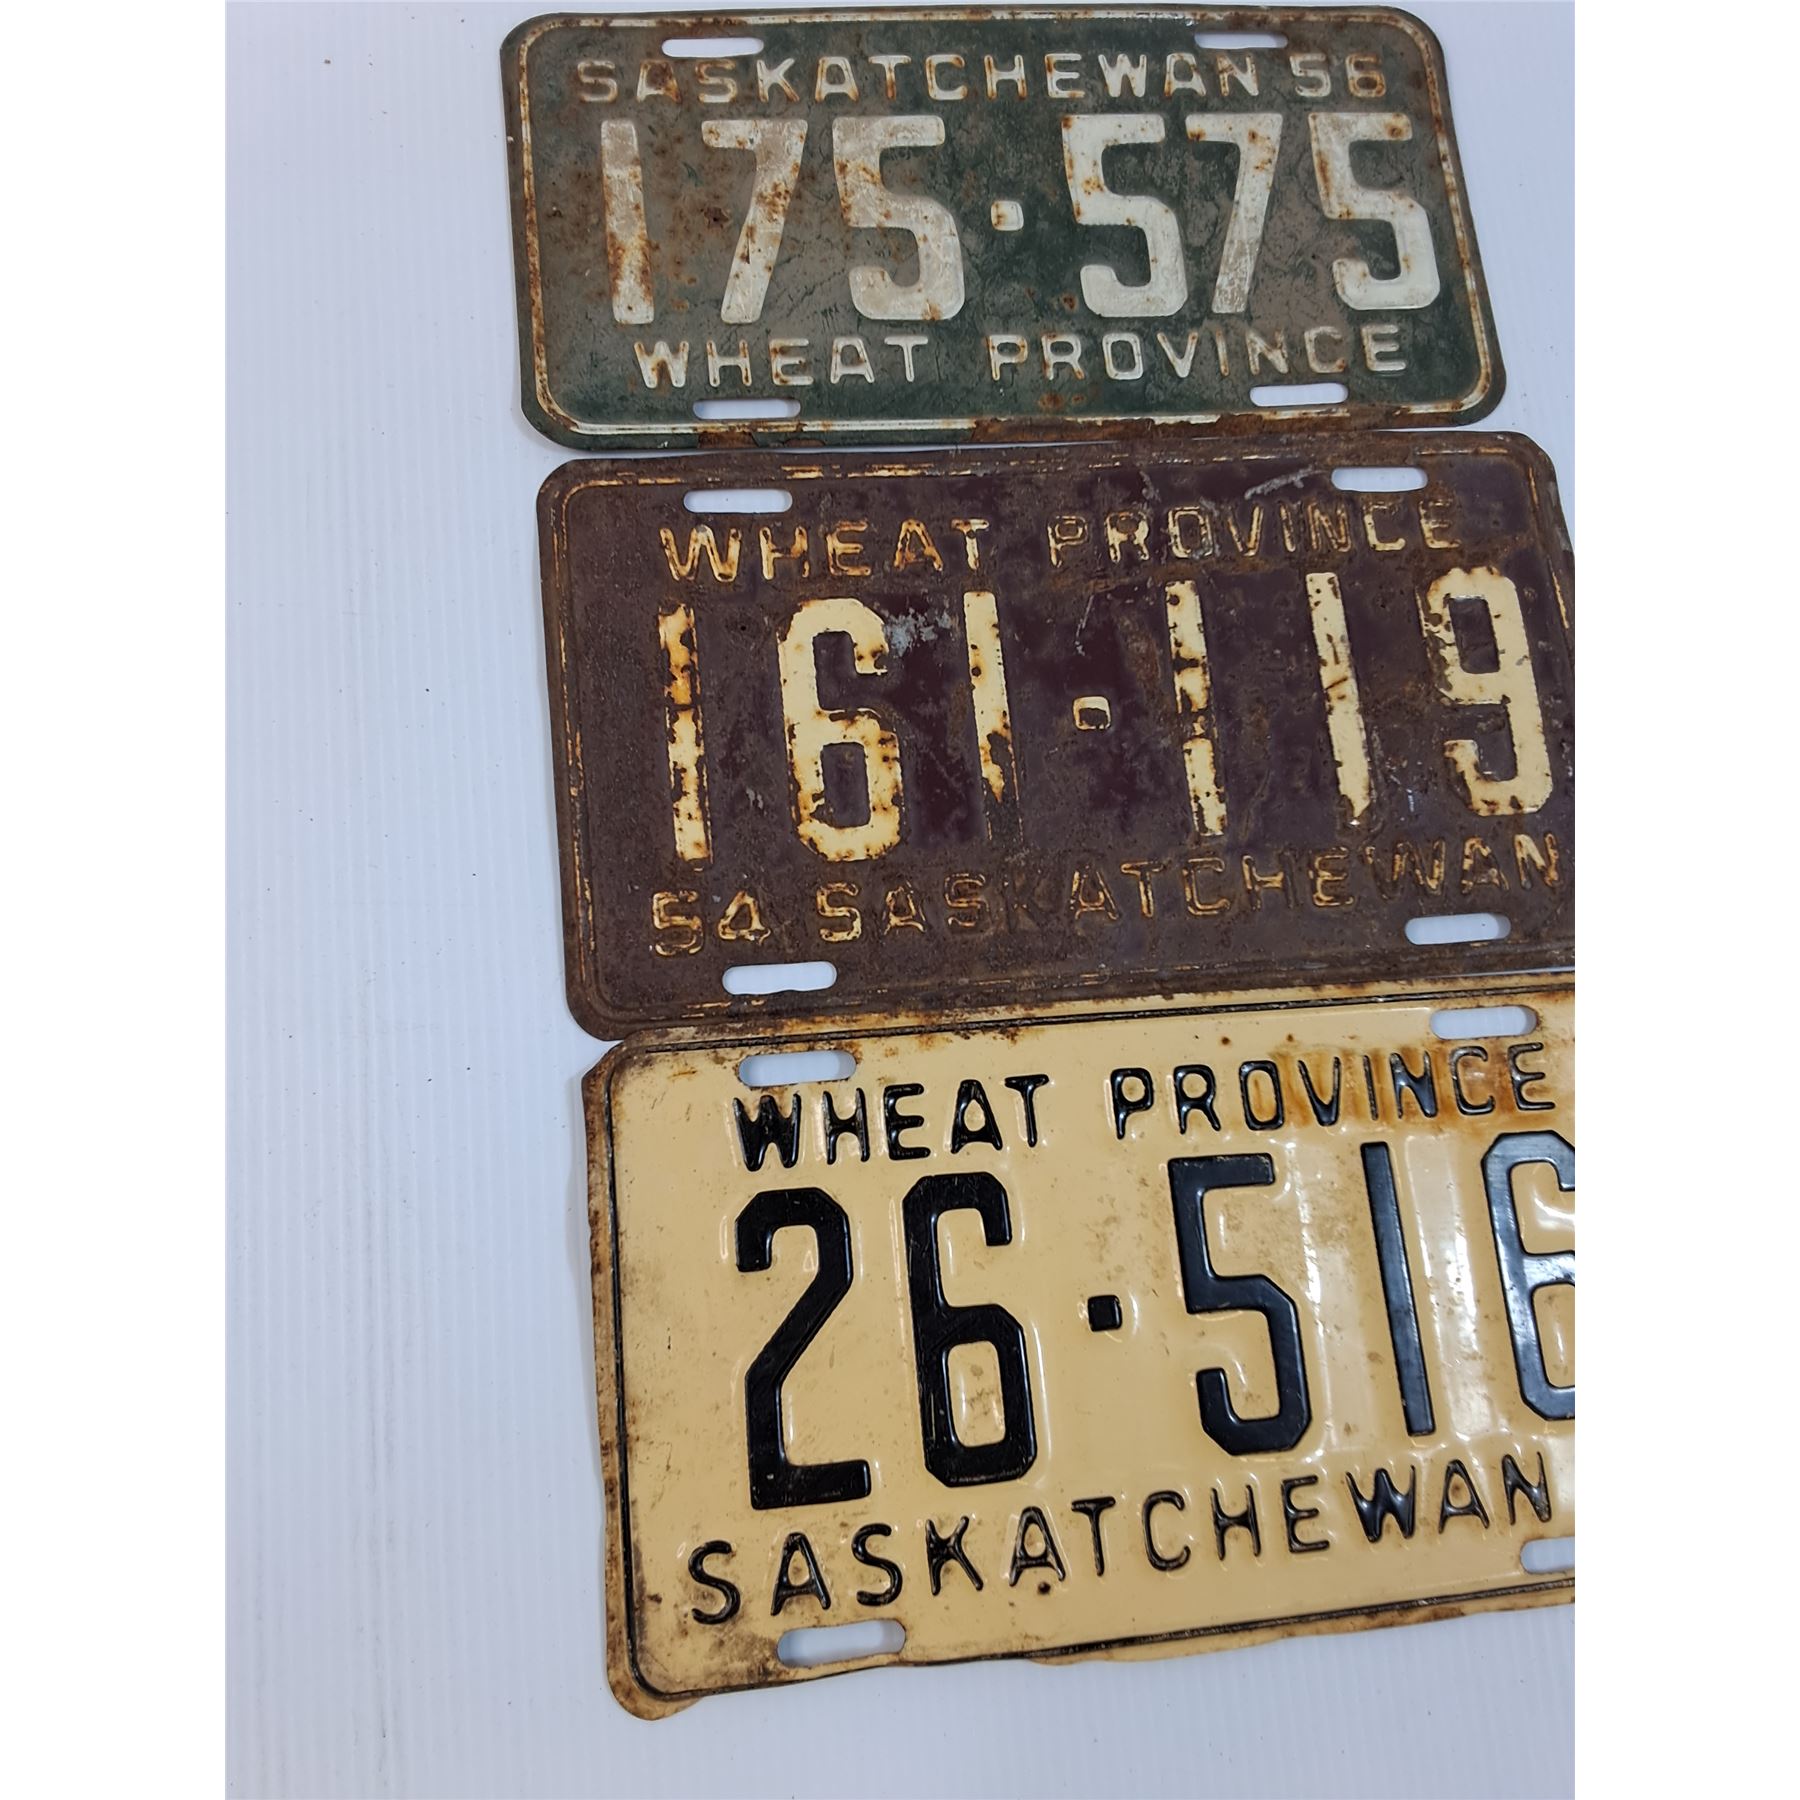 SASKATCHEWAN 56
175·575
WHEAT PROVINCE
WHEAT PROVINCE
161·119
54 SASKATCHEWAN
WHEAT PROVINCE
26·516
SASKATCHEWAN